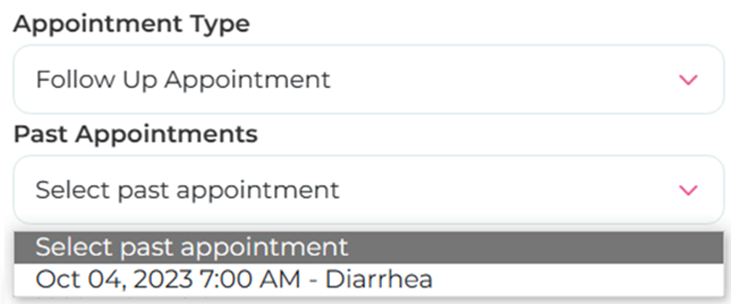 Appointment Type
Follow Up Appointment
Past Appointments
Select past appointment
Select past appointment
Oct 04, 2023 7:00 AM - Diarrhea